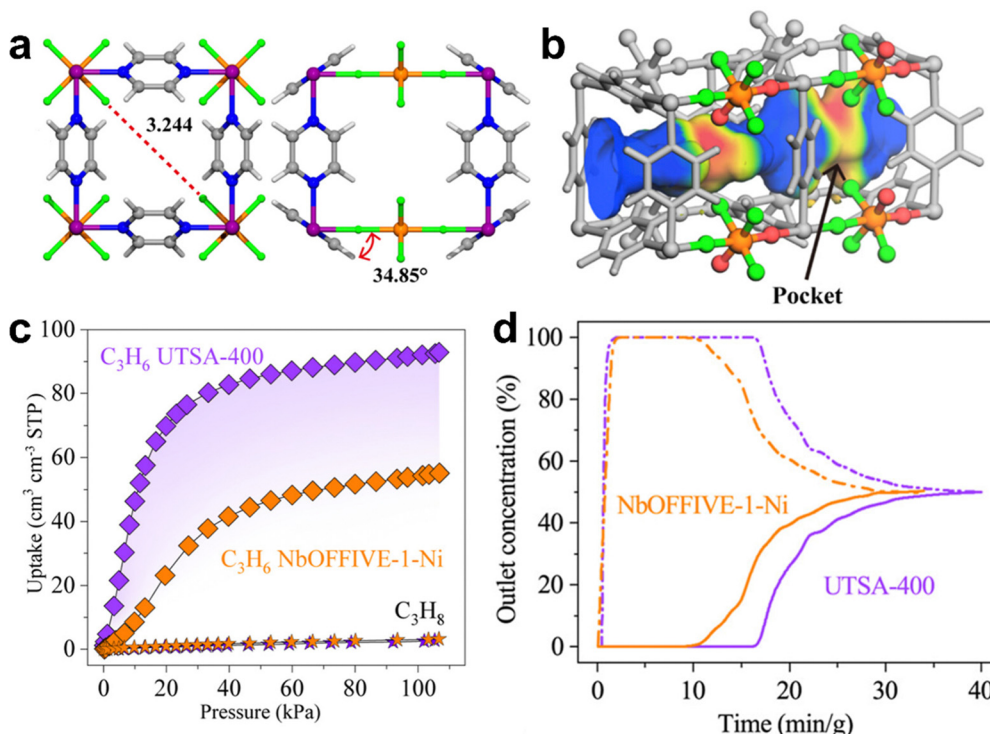 a
3.244
34.85°
b
Pocket
c
100
80
60
40
20
0
Uptake (cm³ cm⁻³ STP)
C₃H₆ UTSA-400
C₃H₆ NbOFFIVE-1-Ni
C₃H₈
0 20 40 60 80 100
Pressure (kPa)
d
100
80
60
40
20
0
Outlet concentration (%)
NbOFFIVE-1-Ni
UTSA-400
0 10 20 30 40
Time (min/g)